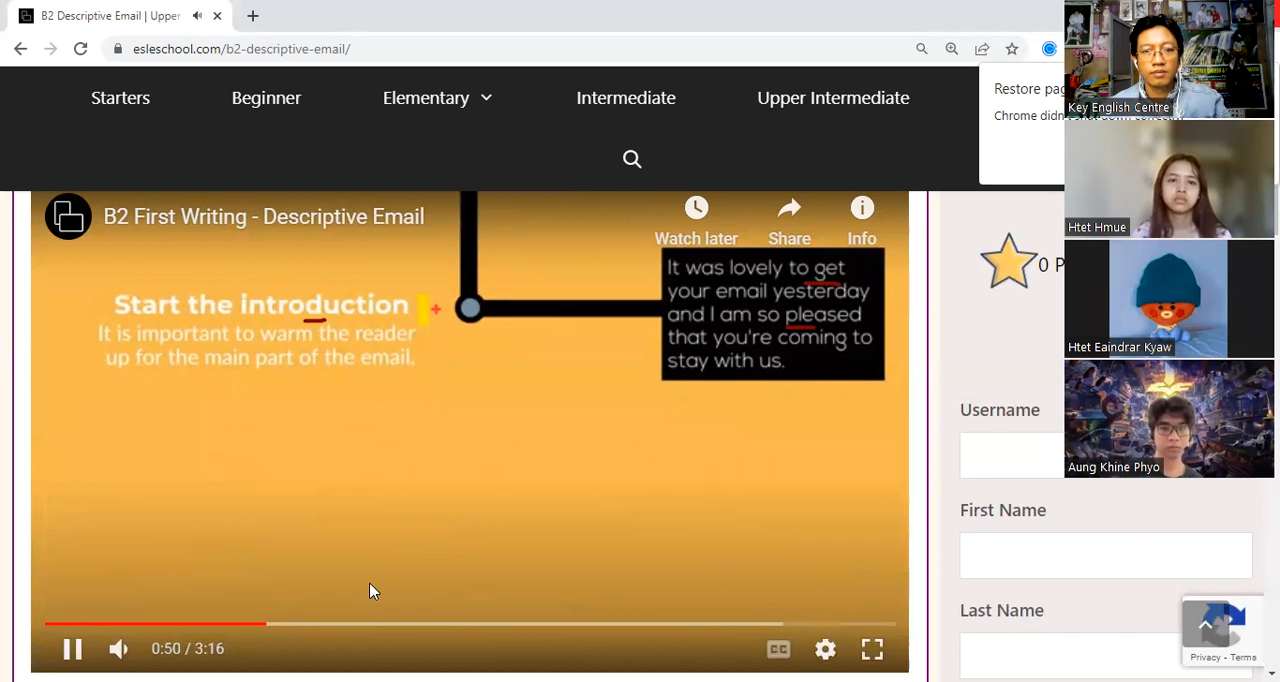 B2 Descriptive Email | Upper
esleschool.com/b2-descriptive-email/
Starters
Beginner
Elementary
Intermediate
Upper Intermediate
Restore pag
Chrome didn
B2 First Writing - Descriptive Email
Watch later
Share
Info
Start the introduction
It is important to warm the reader
up for the main part of the email.
It was lovely to get
your email yesterday
and I am so pleased
that you're coming to
stay with us.
0:50 / 3:16
CC
0 P
Username
First Name
Last Name
Privacy - Terms
Key English Centre
Htet Hmue
Htet Eaindrar Kyaw
Aung Khine Phyo